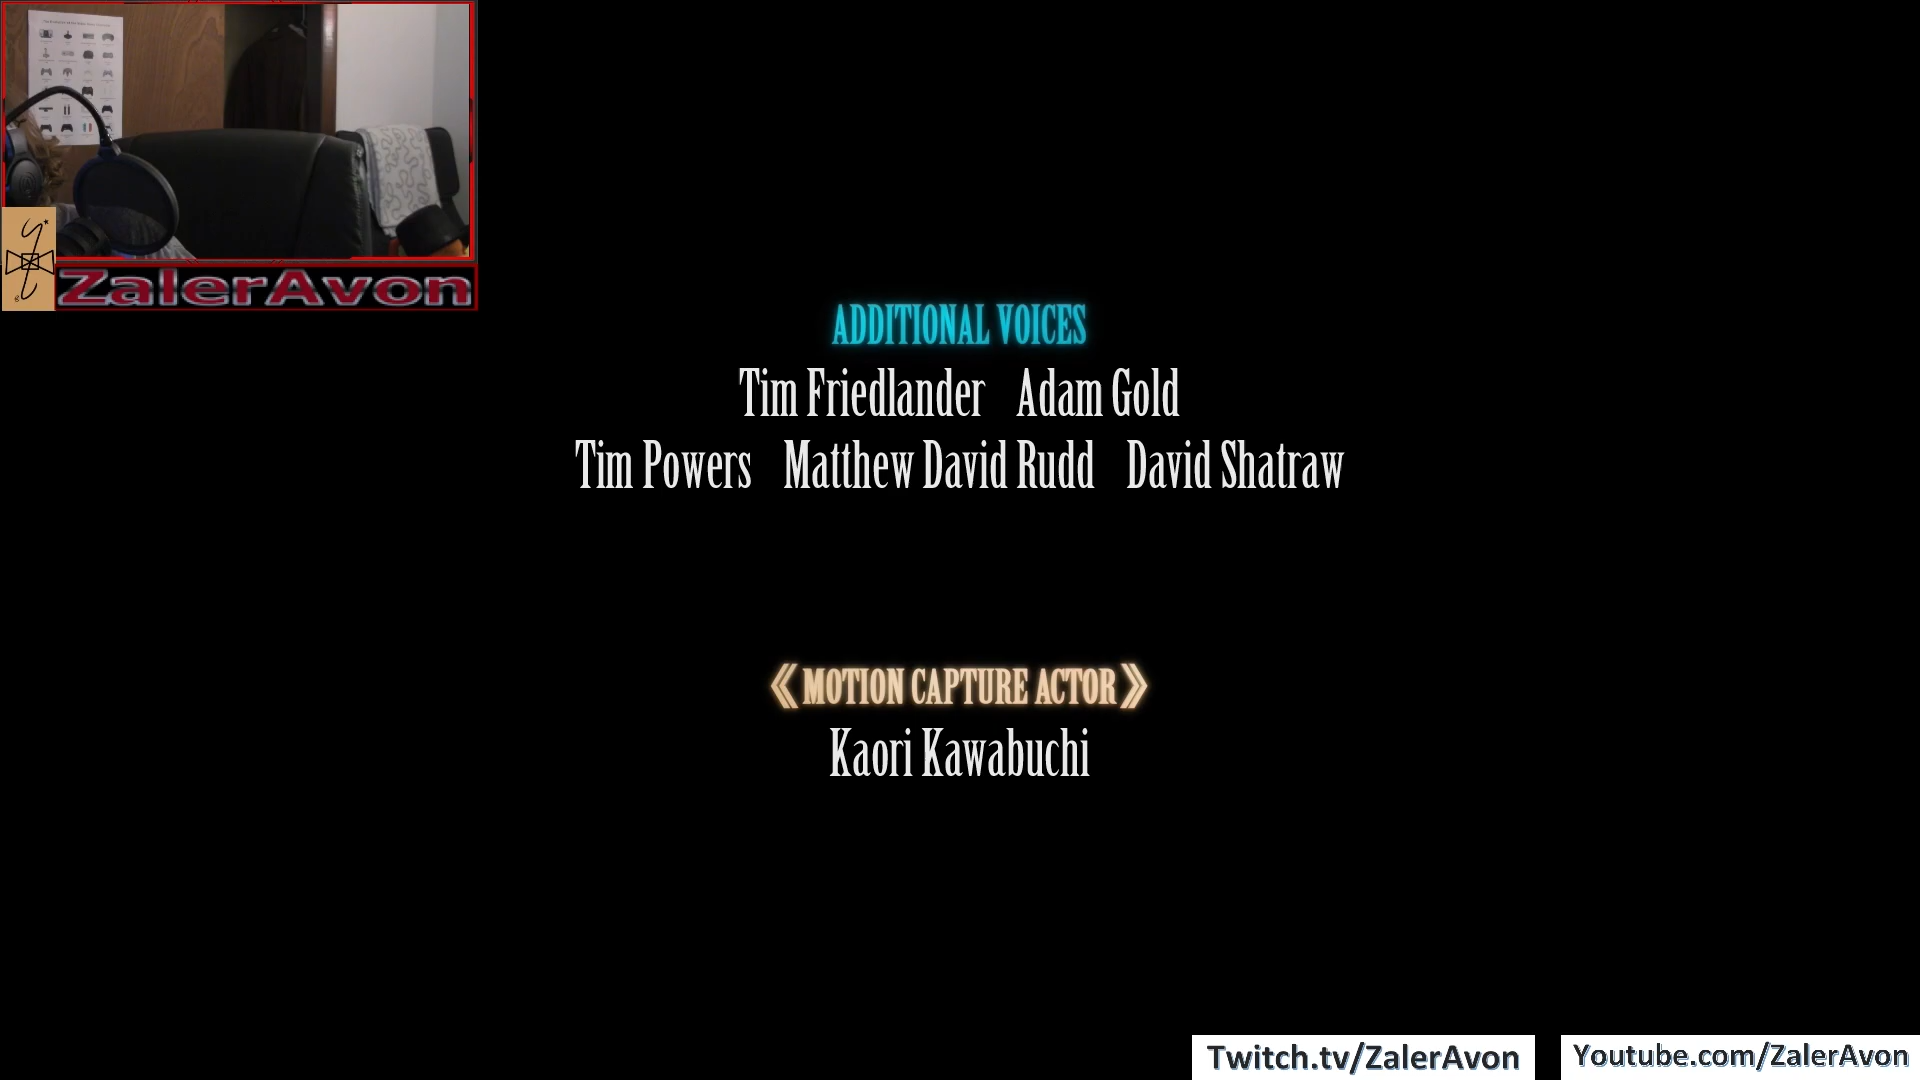 ZalerAvon
ADDITIONAL VOICES
Tim Friedlander Adam Gold
Tim Powers Matthew David Rudd David Shatraw
《MOTION CAPTURE ACTOR》
Kaori Kawabuchi
Twitch.tv/ZalerAvon
Youtube.com/ZalerAvon